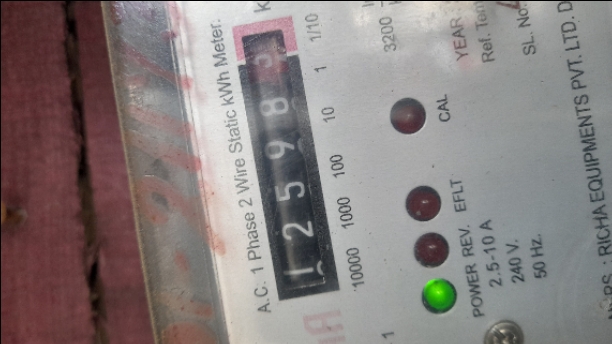 A.C. 1 Phase 2 Wire Static kWh Meter.
1 2 5 9 8
10000 1000 100 10 1 1/10
3200
CAL
EFLT
REV.
POWER
2.5-10 A
240 V.
50 Hz.
YEAR
Ref. Tem
SL. No.
RICHA EQUIPMENTS PVT. LTD. D